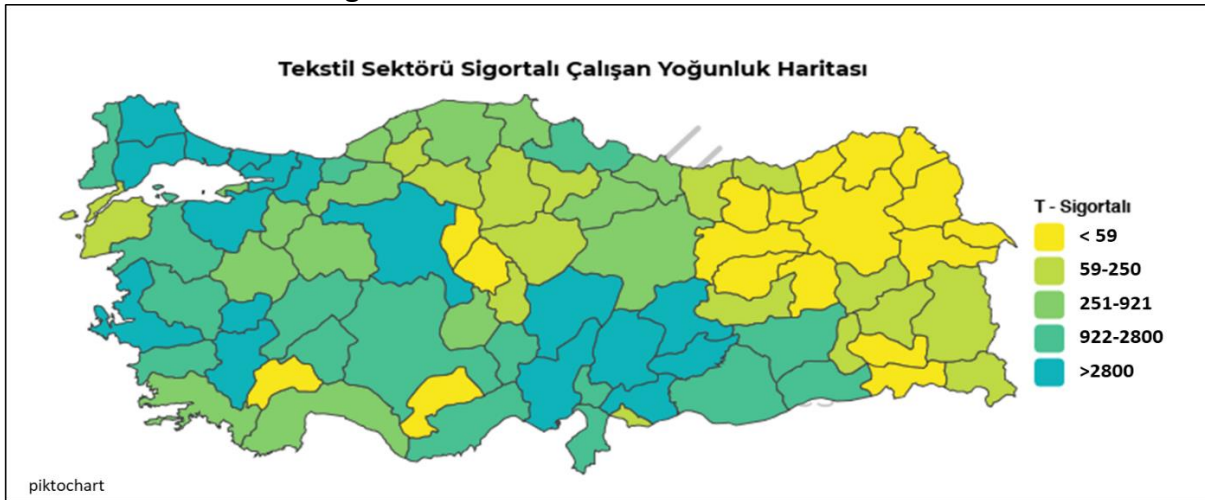 Tekstil Sektörü Sigortalı Çalışan Yoğunluk Haritası
T - Sigortalı
< 59
59-250
251-921
922-2800
>2800
piktochart